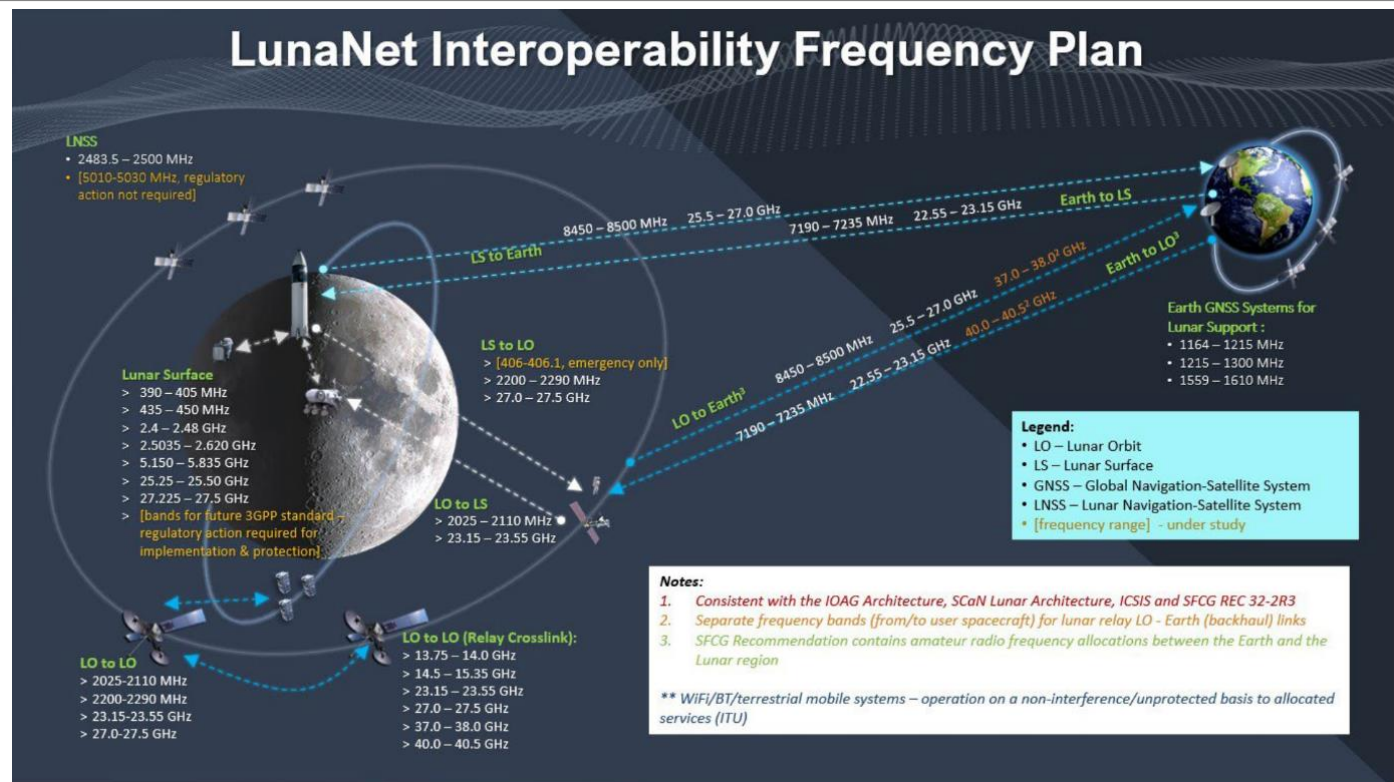 LunaNet Interoperability Frequency Plan
LNSS
• 2483.5 – 2500 MHz
• [5010-5030 MHz, regulatory
action not required]
8450 – 8500 MHz 25.5 – 27.0 GHz
LS to Earth
7190 – 7235 MHz 22.55 – 23.15 GHz
Earth to LS
LO to Earth³
8450 – 8500 MHz 25.5 – 27.0 GHz 37.0 – 38.0² GHz
7190 – 7235 MHz 22.55 – 23.15 GHz 40.0 – 40.5² GHz
Earth to LO³
Earth GNSS Systems for
Lunar Support :
• 1164 – 1215 MHz
• 1215 – 1300 MHz
• 1559 – 1610 MHz
LS to LO
> [406-406.1, emergency only]
> 2200 – 2290 MHz
> 27.0 – 27.5 GHz
Lunar Surface
> 390 – 405 MHz
> 435 – 450 MHz
> 2.4 – 2.48 GHz
> 2.5035 – 2.620 GHz
> 5.150 – 5.835 GHz
> 25.25 – 25.50 GHz
> 27.225 – 27.5 GHz
> [bands for future 3GPP standard –
regulatory action required for
implementation & protection]
LO to LS
> 2025 – 2110 MHz
> 23.15 – 23.55 GHz
Legend:
• LO – Lunar Orbit
• LS – Lunar Surface
• GNSS – Global Navigation-Satellite System
• LNSS – Lunar Navigation-Satellite System
• [frequency range] - under study
LO to LO
> 2025-2110 MHz
> 2200-2290 MHz
> 23.15-23.55 GHz
> 27.0-27.5 GHz
LO to LO (Relay Crosslink):
> 13.75 – 14.0 GHz
> 14.5 – 15.35 GHz
> 23.15 – 23.55 GHz
> 27.0 – 27.5 GHz
> 37.0 – 38.0 GHz
> 40.0 – 40.5 GHz
Notes:
1. Consistent with the IOAG Architecture, SCaN Lunar Architecture, ICSIS and SFCG REC 32-2R3
2. Separate frequency bands (from/to user spacecraft) for lunar relay LO - Earth (backhaul) links
3. SFCG Recommendation contains amateur radio frequency allocations between the Earth and the
Lunar region
** WiFi/BT/terrestrial mobile systems – operation on a non-interference/unprotected basis to allocated
services (ITU)